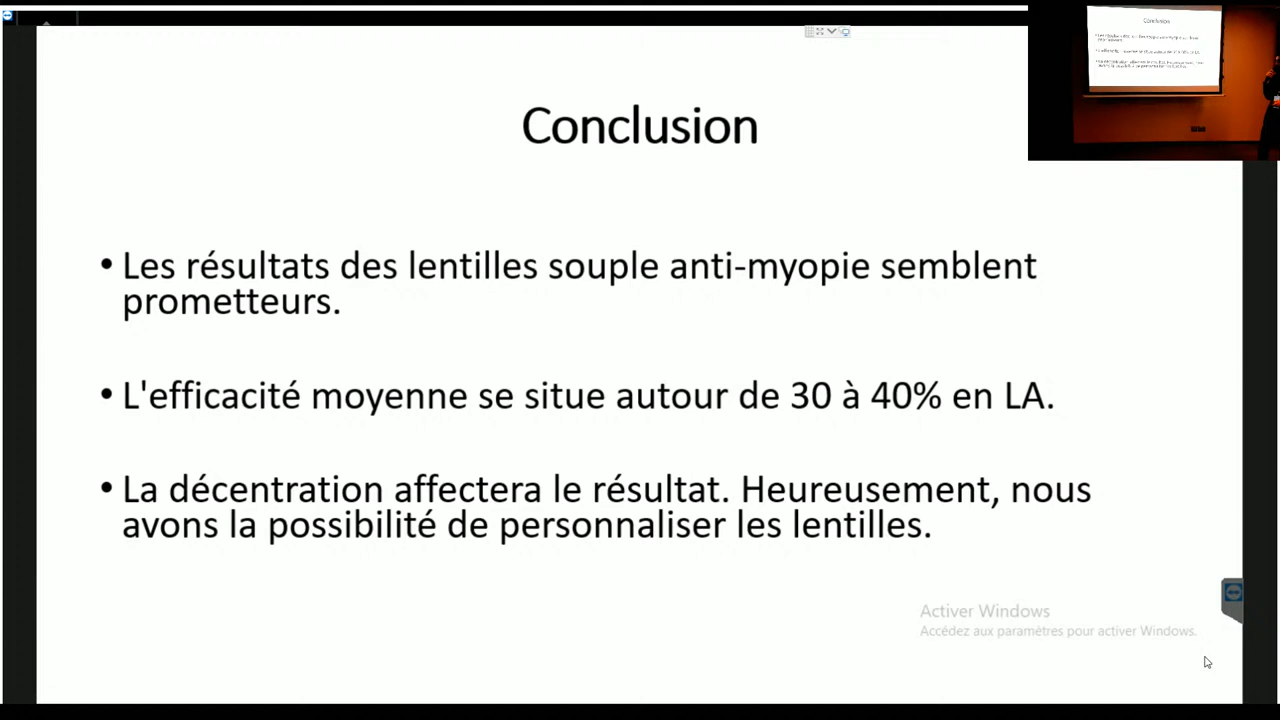 Conclusion
• Les résultats des lentilles souple anti-myopie semblent
prometteurs.
• L'efficacité moyenne se situe autour de 30 à 40% en LA.
• La décentration affectera le résultat. Heureusement, nous
avons la possibilité de personnaliser les lentilles.
Activer Windows
Accédez aux paramètres pour activer Windows.
Conclusion